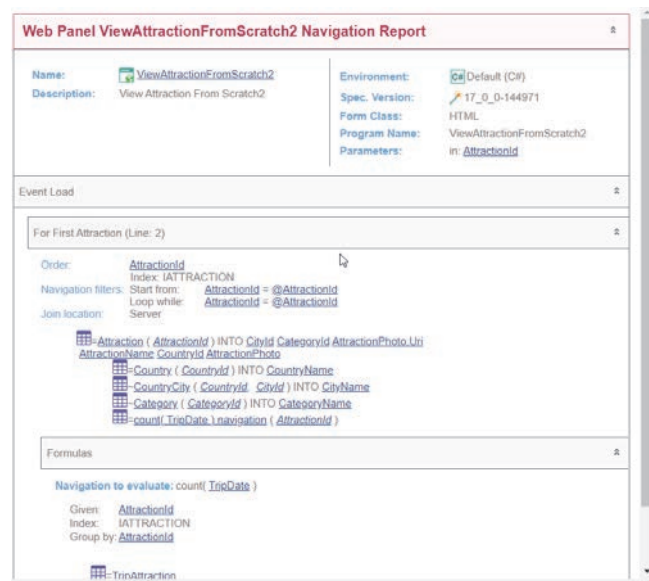 Web Panel ViewAttractionFromScratch2 Navigation Report
Name: ViewAttractionFromScratch2
Description: View Attraction From Scratch2
Environment: C# Default (C#)
Spec. Version: 17_0_0-144971
Form Class: HTML
Program Name: ViewAttractionFromScratch2
Parameters: in: AttractionId
Event Load
For First Attraction (Line: 2)
Order: AttractionId
Index: IATTRACTION
Navigation filters: Start from: AttractionId = @AttractionId
Loop while: AttractionId = @AttractionId
Join location: Server
=Attraction ( AttractionId ) INTO CityId CategoryId AttractionPhoto.Uri
AttractionName CountryId AttractionPhoto
=Country ( CountryId ) INTO CountryName
~CountryCity ( CountryId, CityId ) INTO CityName
~Category ( CategoryId ) INTO CategoryName
=count( TripDate ) navigation ( AttractionId )
Formulas
Navigation to evaluate: count( TripDate )
Given: AttractionId
Index: IATTRACTION
Group by: AttractionId
=TripAttraction